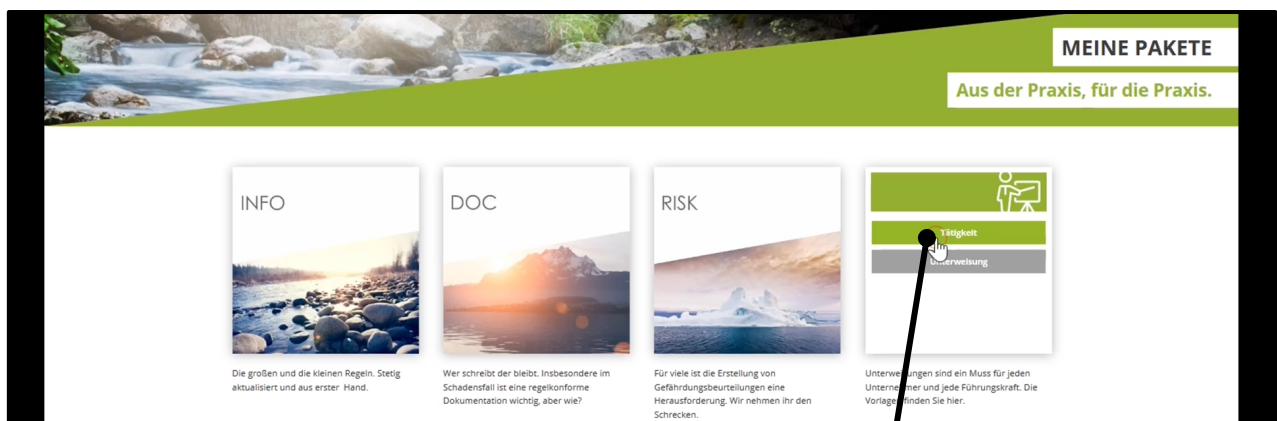 MEINE PAKETE
Aus der Praxis, für die Praxis.
INFO
DOC
RISK
Tätigkeit
Unterweisung
Die großen und die kleinen Regeln. Stetig
aktualisiert und aus erster Hand.
Wer schreibt der bleibt. Insbesondere im
Schadensfall ist eine regelkonforme
Dokumentation wichtig, aber wie?
Für viele ist die Erstellung von
Gefährdungsbeurteilungen eine
Herausforderung. Wir nehmen ihr den
Schrecken.
Unterweisungen sind ein Muss für jeden
Unternehmer und jede Führungskraft. Die
Vorlagen finden Sie hier.